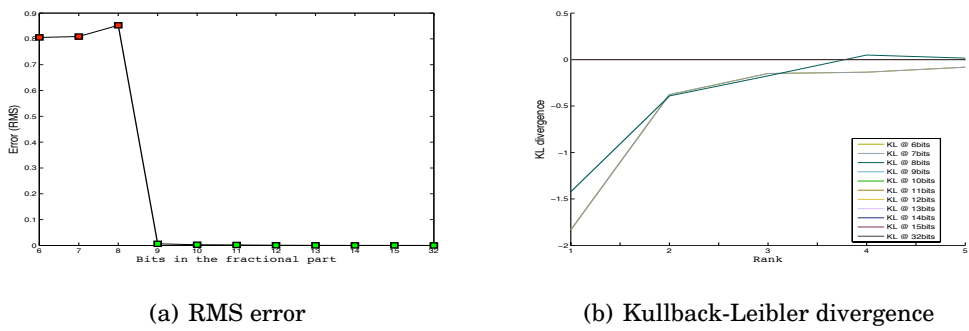 0.9
0.8
0.7
0.6
0.5
0.4
0.3
0.2
0.1
0
Error (RMS)
6 7 8 9 10 11 12 13 14 15 32
Bits in the fractional part
(a) RMS error
0.5
0
−0.5
−1
−1.5
−2
KL divergence
1 2 3 4 5
Rank
KL @ 6bits
KL @ 7bits
KL @ 8bits
KL @ 9bits
KL @ 10bits
KL @ 11bits
KL @ 12bits
KL @ 13bits
KL @ 14bits
KL @ 15bits
KL @ 32bits
(b) Kullback-Leibler divergence